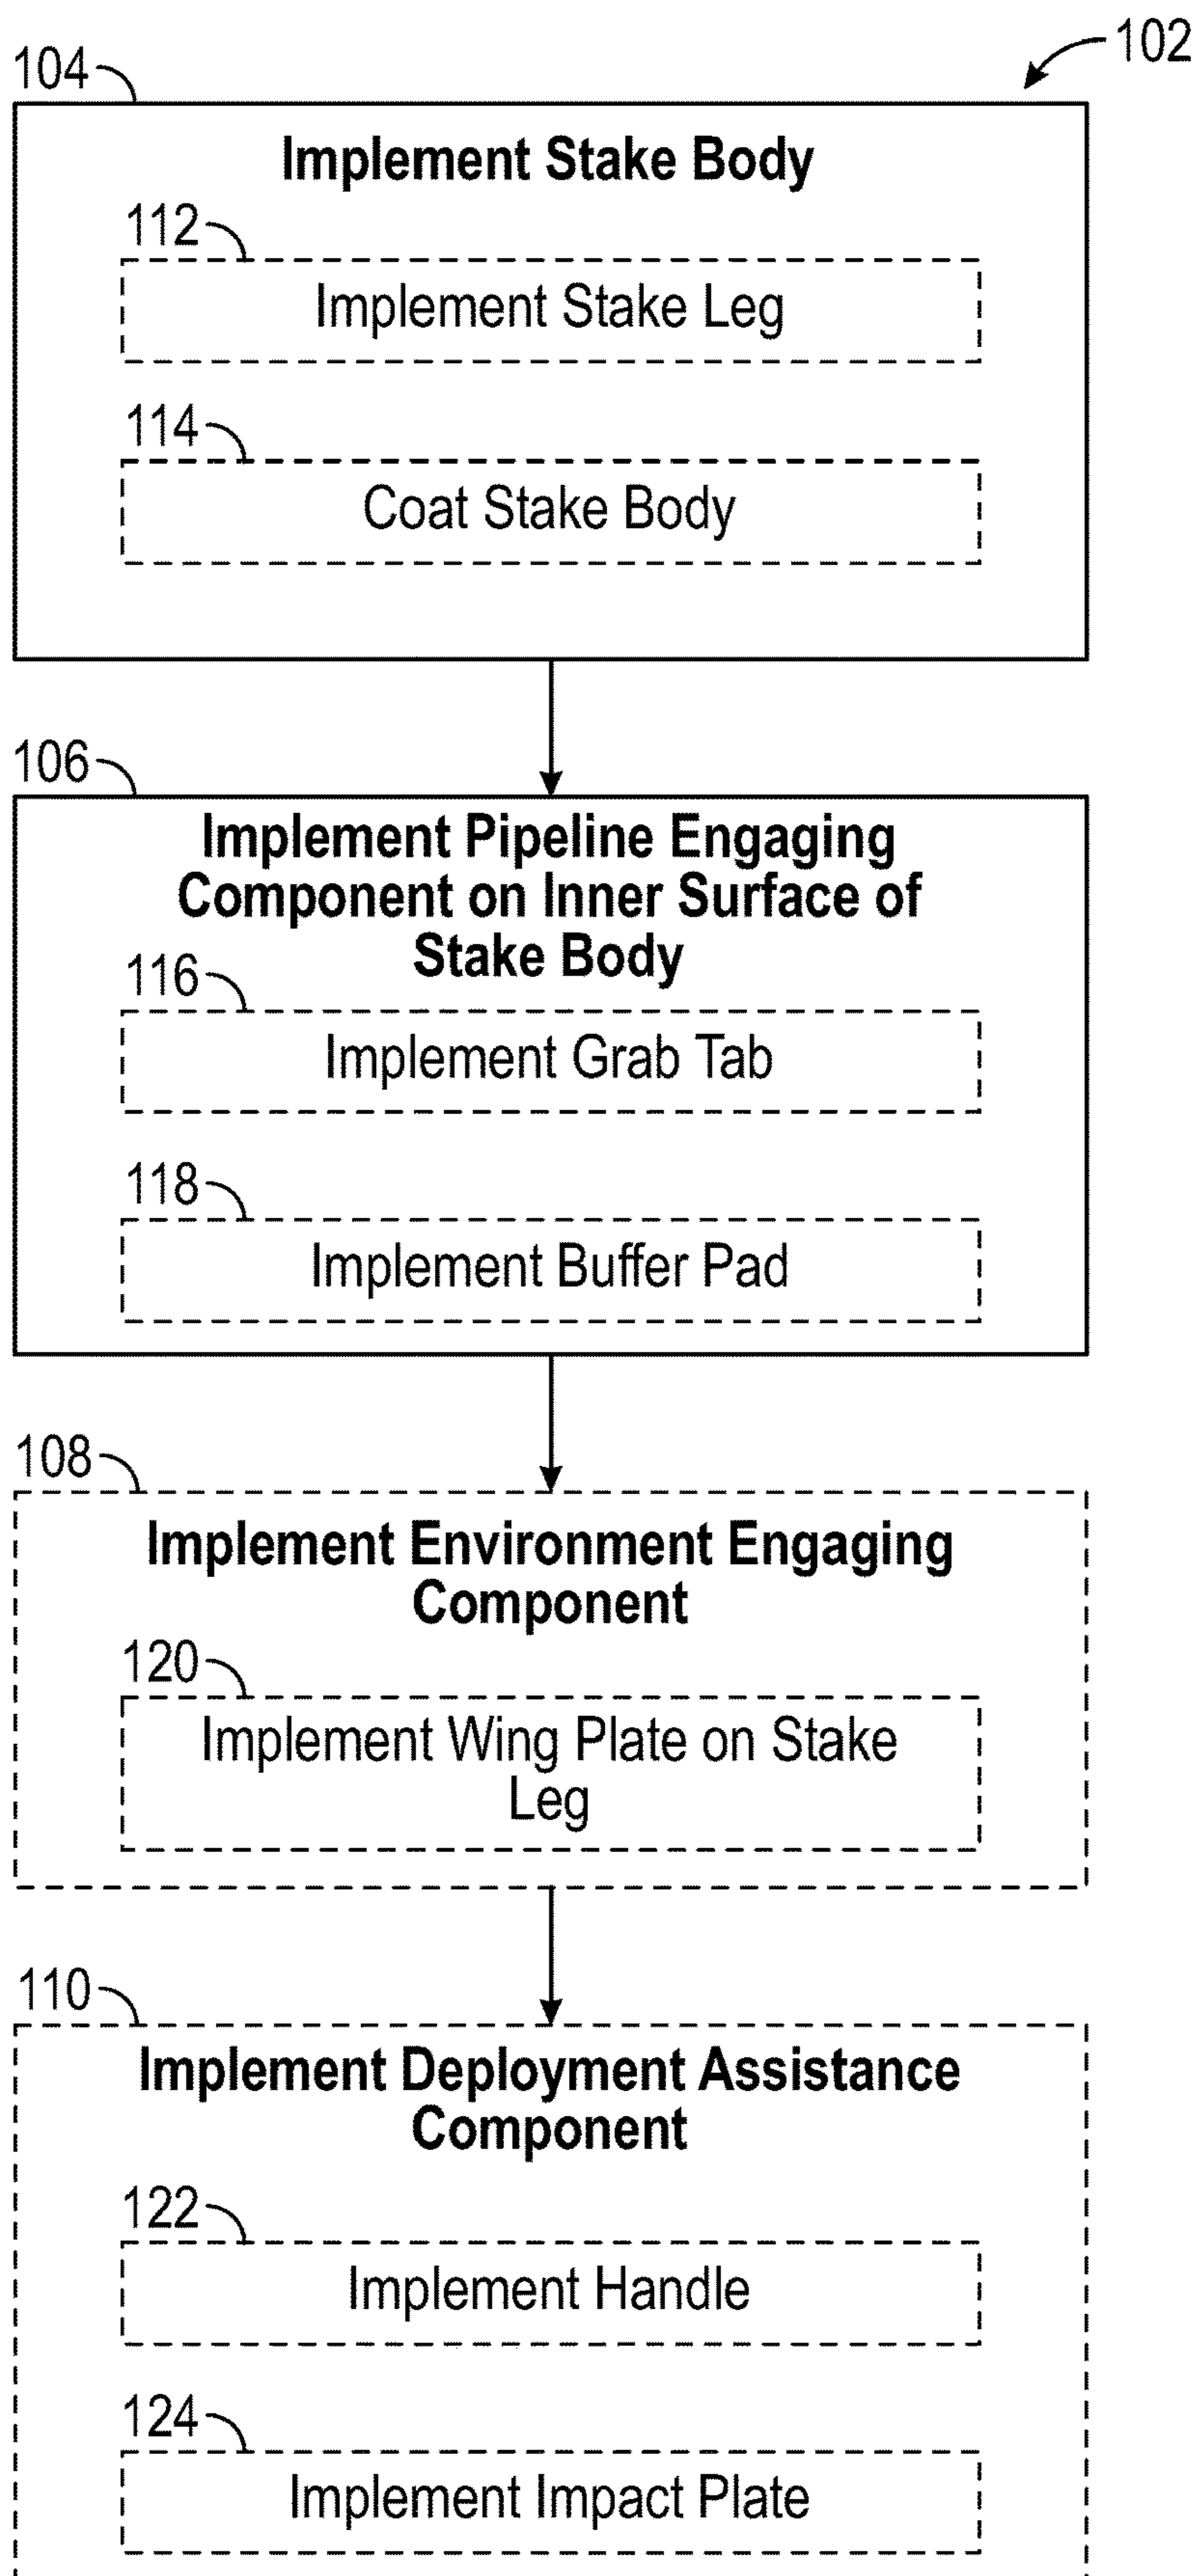 102
104
Implement Stake Body
112
Implement Stake Leg
114
Coat Stake Body
106
Implement Pipeline Engaging
Component on Inner Surface of
Stake Body
116
Implement Grab Tab
118
Implement Buffer Pad
108
Implement Environment Engaging
Component
120
Implement Wing Plate on Stake
Leg
110
Implement Deployment Assistance
Component
122
Implement Handle
124
Implement Impact Plate